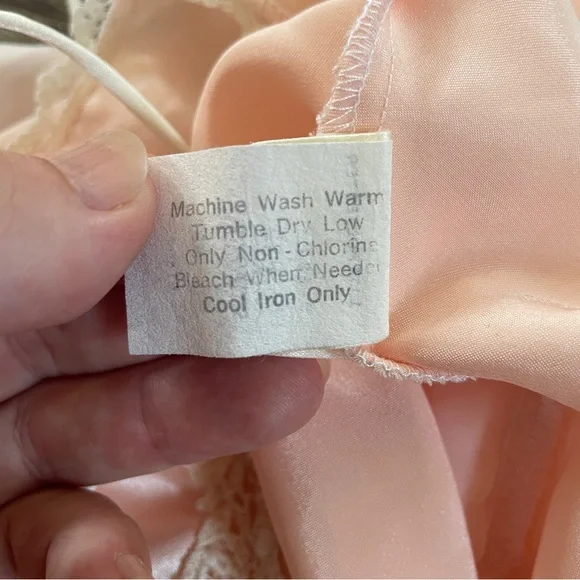 Machine Wash Warm
Tumble Dry Low
Only Non-Chlorine
Bleach When Needed
Cool Iron Only